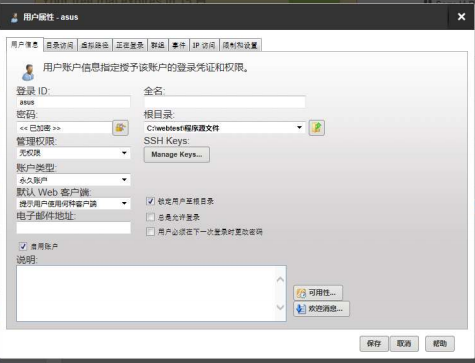 用户属性 - asus
用户信息 目录访问 虚拟路径 正在登录 群组 事件 IP 访问 限制和设置
用户账户信息指定授予该账户的登录凭证和权限。
登录 ID: 全名:
asus
密码: 根目录:
<< 已加密 >> C:\webtest\程序源文件
管理权限: SSH Keys:
无权限 Manage Keys...
账户类型:
永久账户
默认 Web 客户端:
提示用户使用何种客户端 锁定用户至根目录
电子邮件地址: 总是允许登录
用户必须在下一次登录时更改密码
启用账户
说明:
可用性...
欢迎消息...
保存 取消 帮助